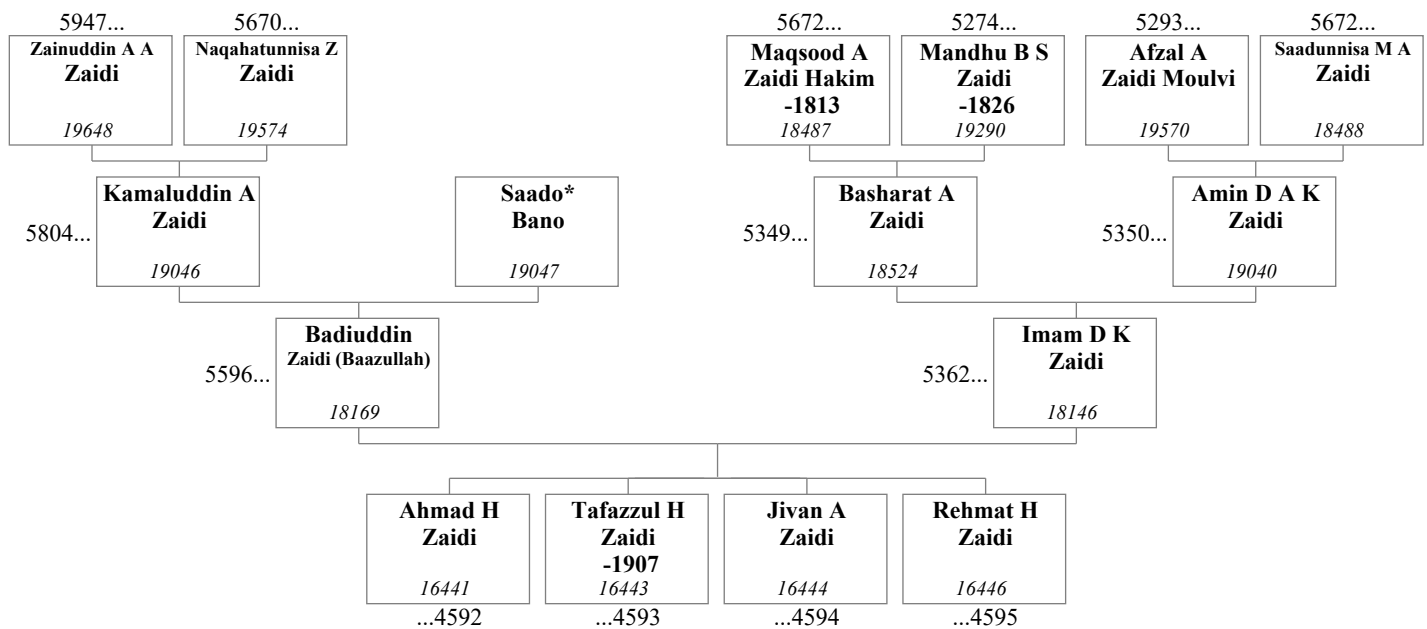 5947...
5670...
5672...
5274...
5293...
5672...
Zainuddin A A
Zaidi
19648
Naqahatunnisa Z
Zaidi
19574
Maqsood A
Zaidi Hakim
-1813
18487
Mandhu B S
Zaidi
-1826
19290
Afzal A
Zaidi Moulvi
19570
Saadunnisa M A
Zaidi
18488
5804...
Kamaluddin A
Zaidi
19046
Saado*
Bano
19047
5349...
Basharat A
Zaidi
18524
5350...
Amin D A K
Zaidi
19040
5596...
Badiuddin
Zaidi (Baazullah)
18169
5362...
Imam D K
Zaidi
18146
Ahmad H
Zaidi
16441
...4592
Tafazzul H
Zaidi
-1907
16443
...4593
Jivan A
Zaidi
16444
...4594
Rehmat H
Zaidi
16446
...4595